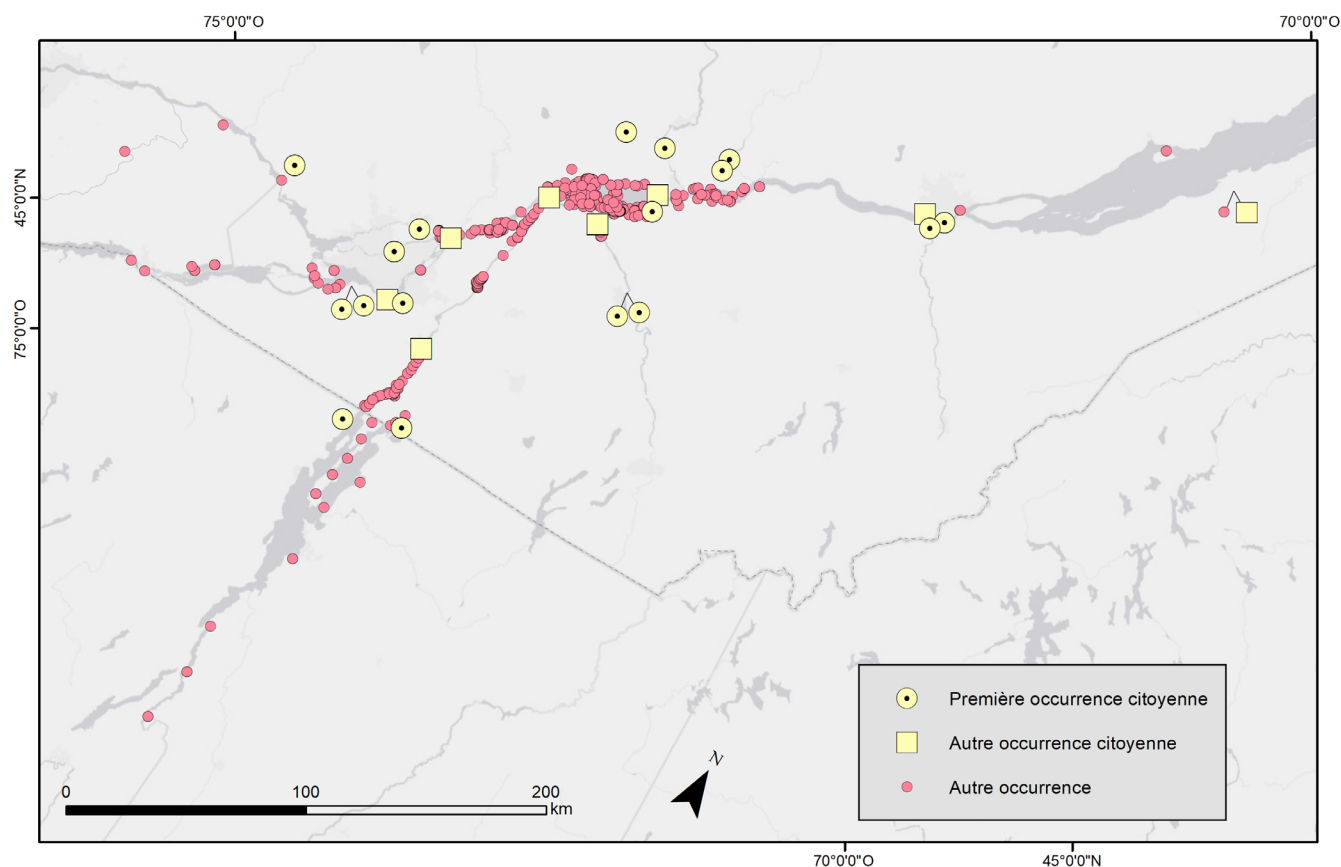 75°0'0"O
70°0'0"O
45°0'0"N
75°0'0"O
Première occurrence citoyenne
Autre occurrence citoyenne
Autre occurrence
N
0 100 200
km
70°0'0"O
45°0'0"N